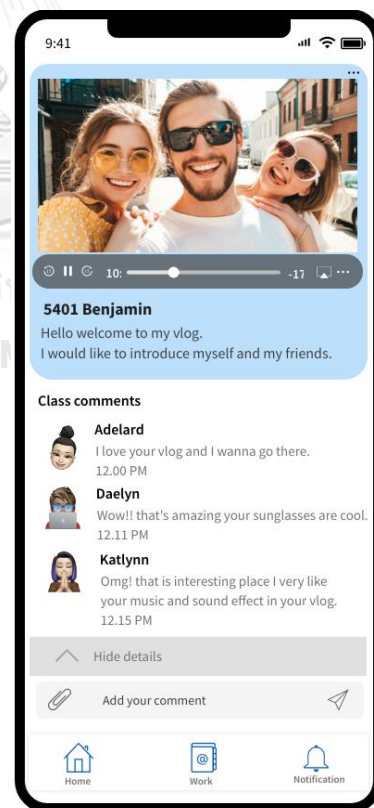 9:41
10: -17
5401 Benjamin
Hello welcome to my vlog.
I would like to introduce myself and my friends.
Class comments
Adelard
I love your vlog and I wanna go there.
12.00 PM
Daelyn
Wow!! that's amazing your sunglasses are cool.
12.11 PM
Katlynn
Omg! that is interesting place I very like
your music and sound effect in your vlog.
12.15 PM
Hide details
Add your comment
@
Home Work Notification